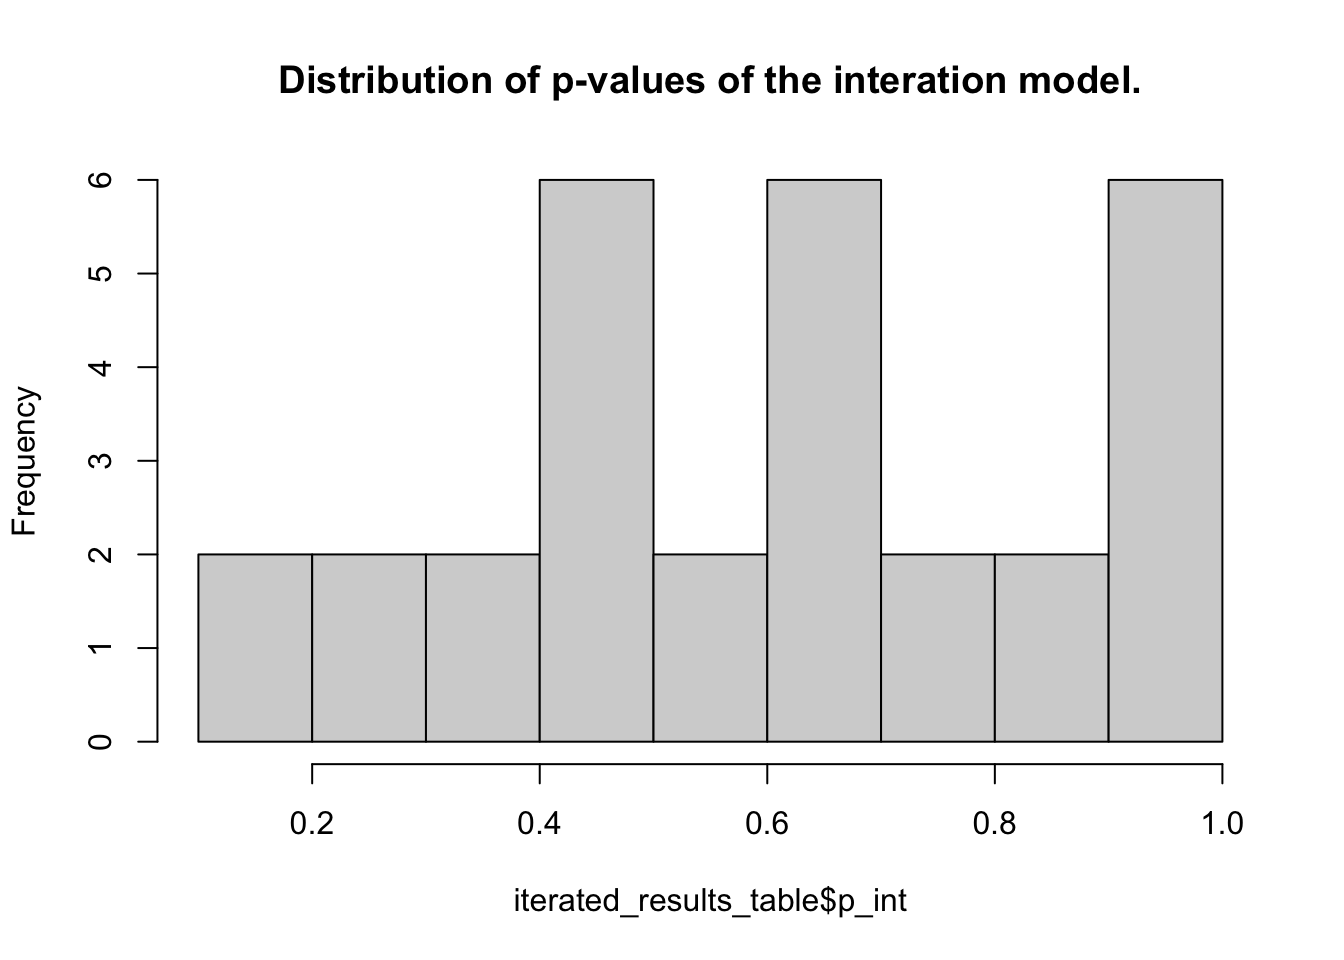 Distribution of p-values of the interation model.
Frequency
6
5
4
3
2
1
0
0.2 0.4 0.6 0.8 1.0
iterated_results_table$p_int